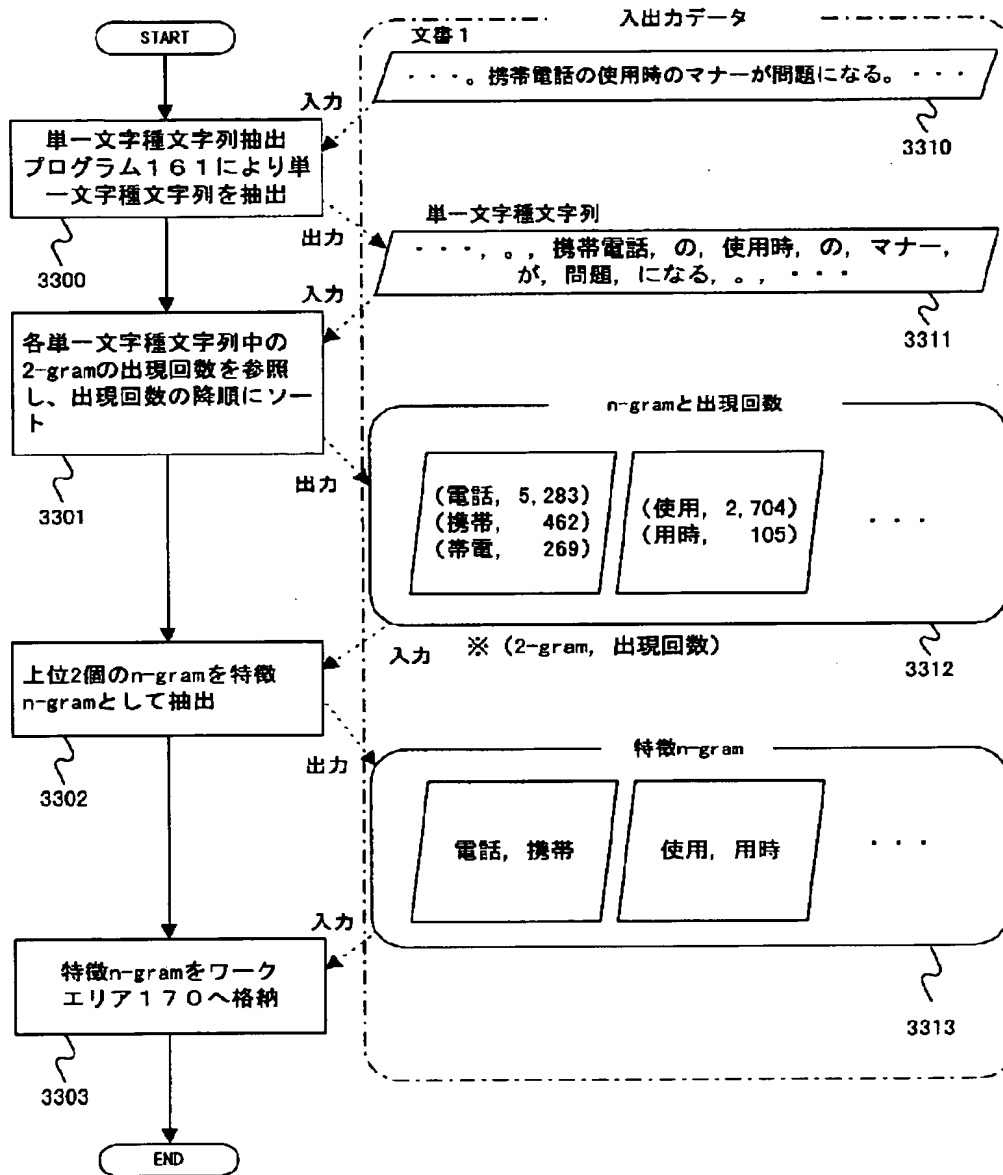 入出力データ
START
文書1
・・・。携帯電話の使用時のマナーが問題になる。・・・
入力
3310
単一文字種文字列抽出
プログラム161により単
一文字種文字列を抽出
出力
3300
単一文字種文字列
・・・, 。, 携帯電話, の, 使用時, の, マナー,
が, 問題, になる, 。, ・・・
入力
3311
各単一文字種文字列中の
2-gramの出現回数を参照
し、出現回数の降順にソー
ト
出力
3301
n-gramと出現回数
(電話, 5,283)
(携帯, 462)
(帯電, 269)
(使用, 2,704)
(用時, 105)
・・・
入力
※ (2-gram, 出現回数)
3312
上位2個のn-gramを特徴
n-gramとして抽出
出力
3302
特徴n-gram
電話, 携帯
使用, 用時
・・・
入力
3313
特徴n-gramをワーク
エリア170へ格納
3303
END